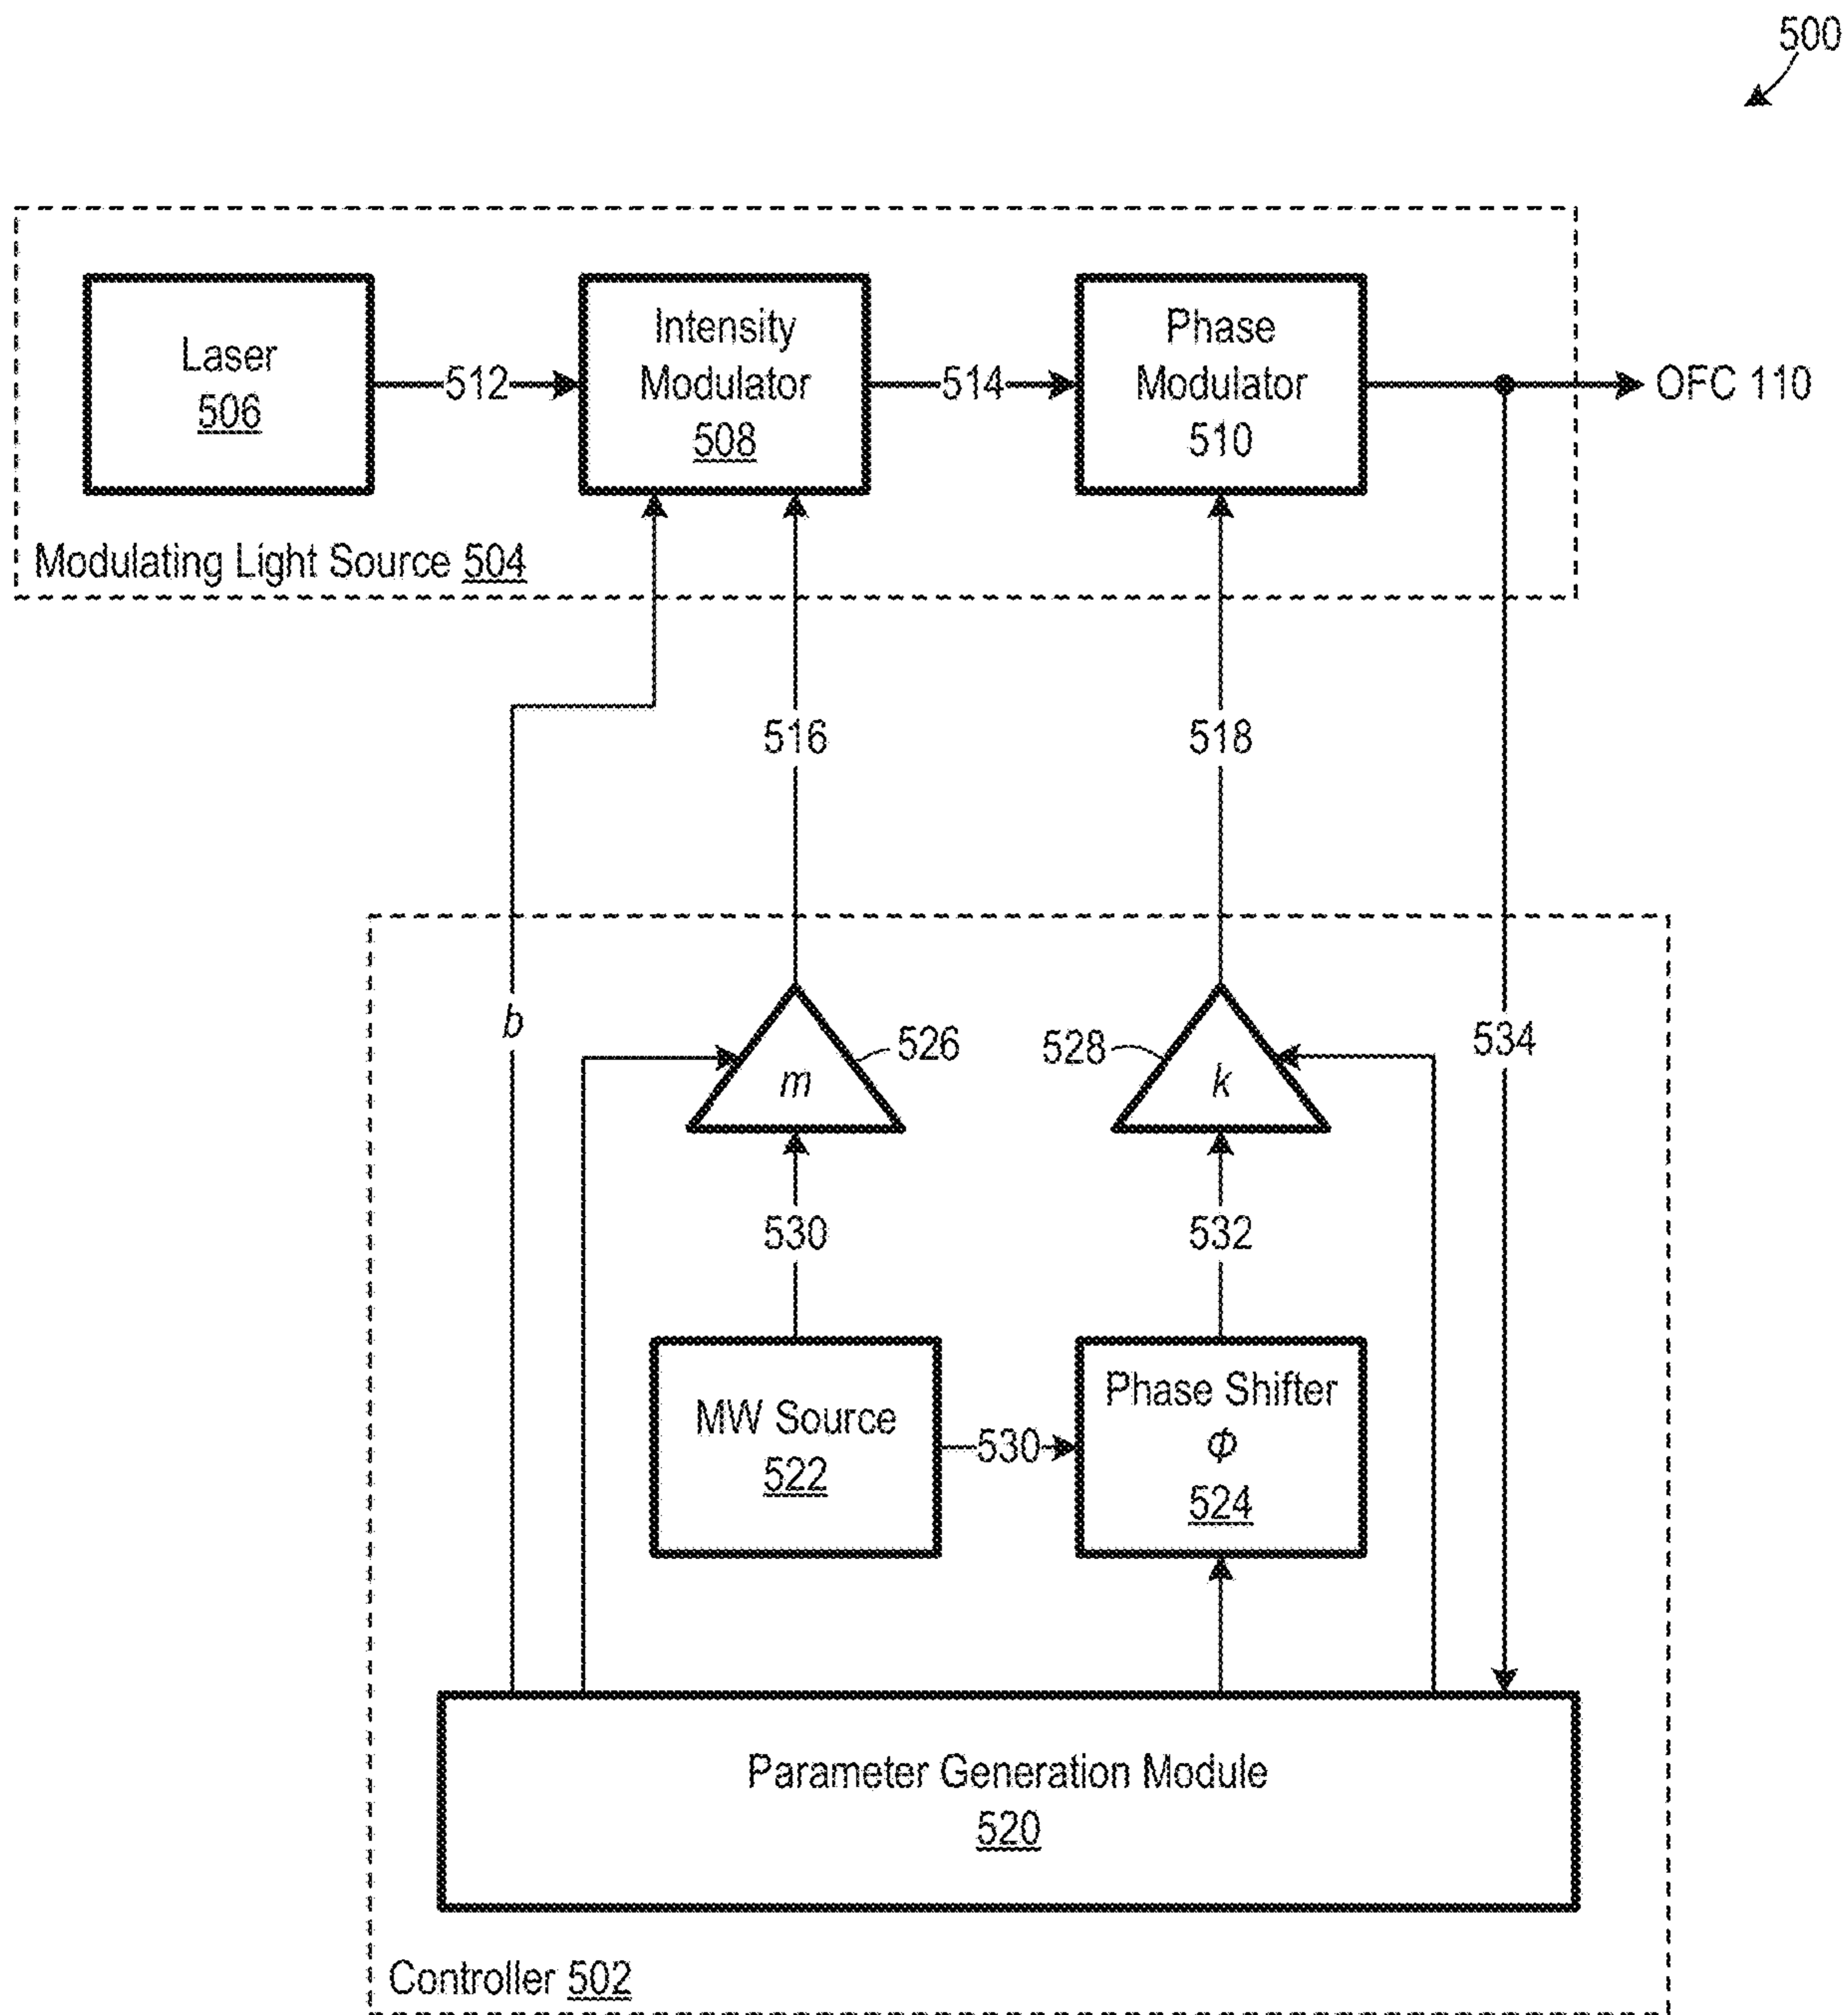 500
Laser
506
512
Intensity
Modulator
508
514
Phase
Modulator
510
OFC 110
Modulating Light Source 504
516
518
b
m
526
528
k
534
530
532
MW Source
522
530
Phase Shifter
Φ
524
Parameter Generation Module
520
Controller 502